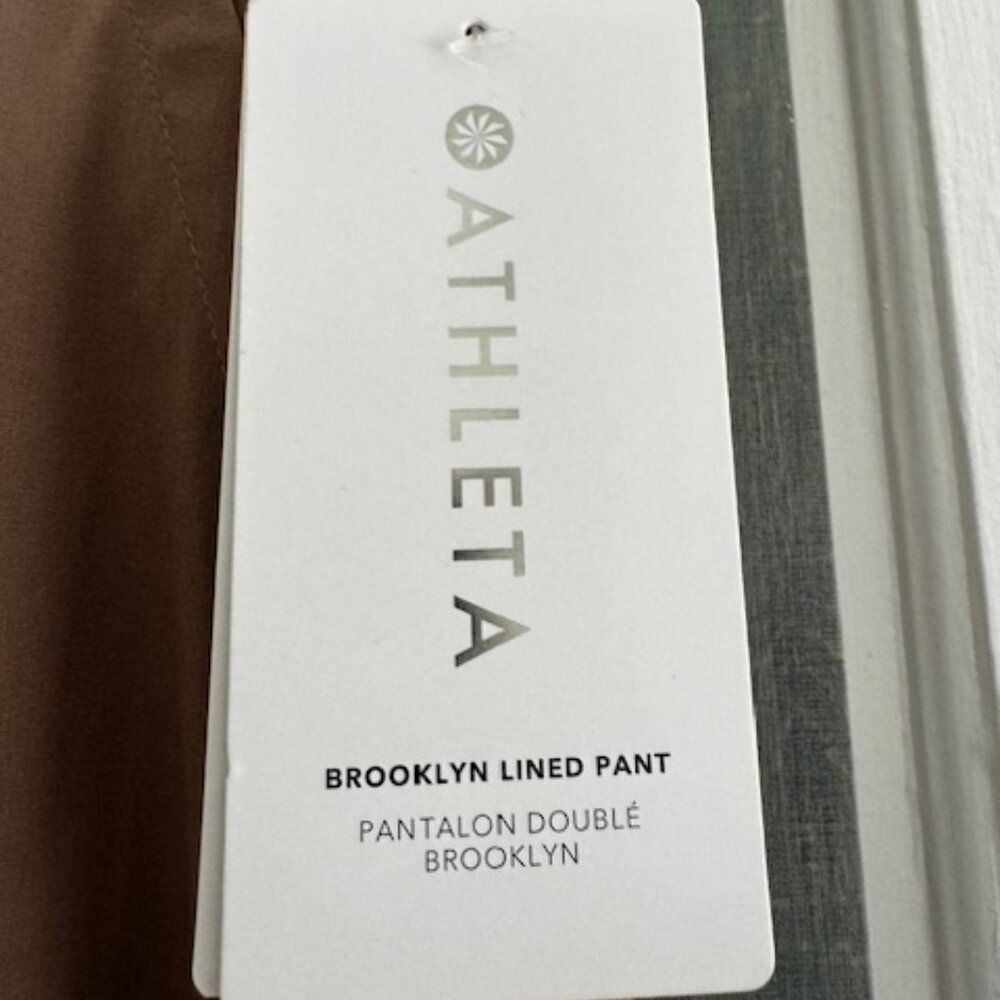 ATHLETA
BROOKLYN LINED PANT
PANTALON DOUBLÉ
BROOKLYN